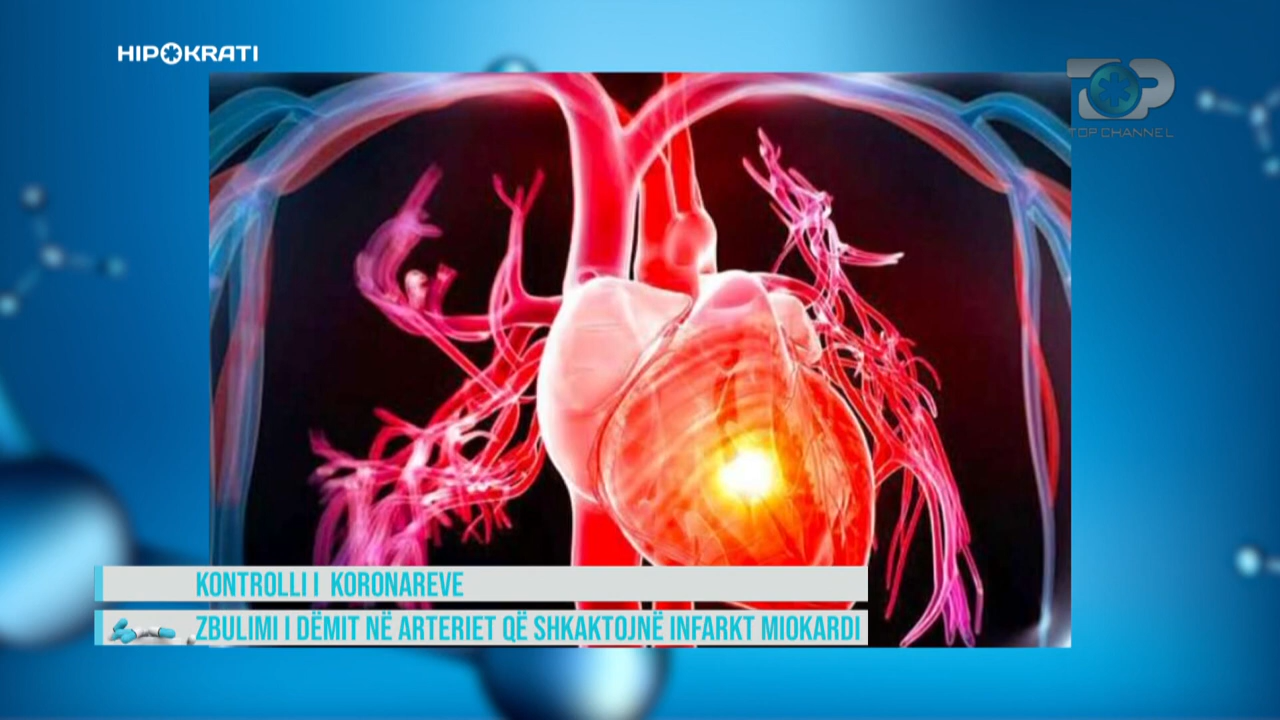 HIPOKRATI
TOP CHANNEL
KONTROLLI I KORONAREVE
ZBULIMI I DËMIT NË ARTERIET QË SHKAKTOJNË INFARKT MIOKARDI